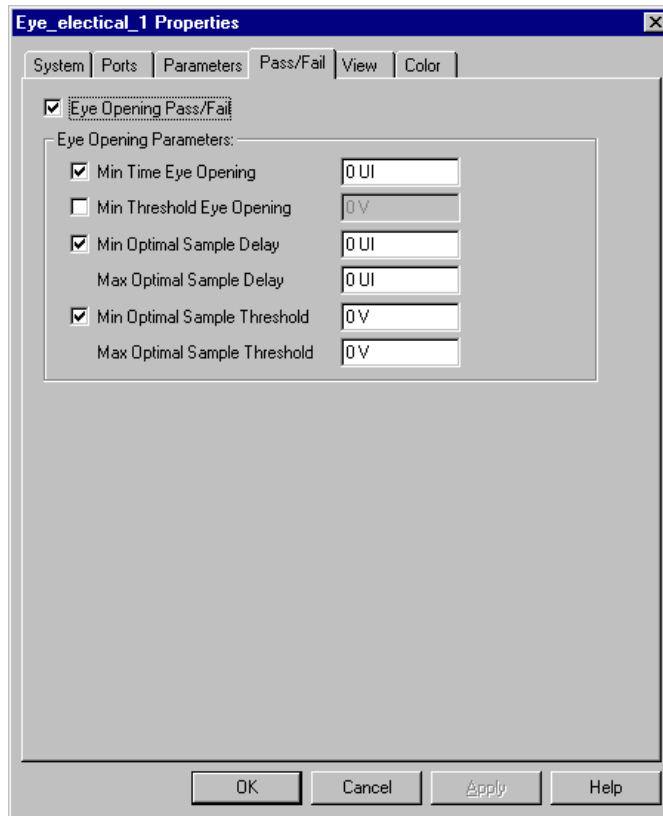 Eye_electical_1 Properties
System Ports Parameters Pass/Fail View Color
Eye Opening Pass/Fail
Eye Opening Parameters:
Min Time Eye Opening 0 UI
Min Threshold Eye Opening 0 V
Min Optimal Sample Delay 0 UI
Max Optimal Sample Delay 0 UI
Min Optimal Sample Threshold 0 V
Max Optimal Sample Threshold 0 V
OK Cancel Apply Help